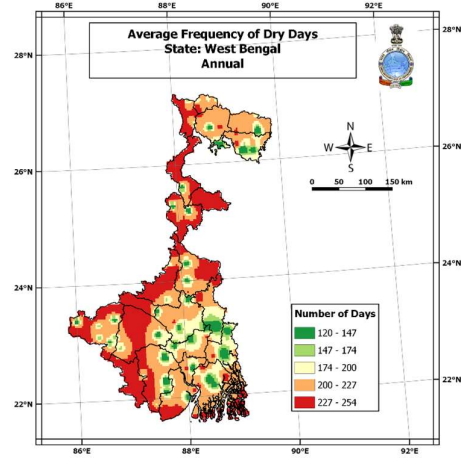 86°E 88°E 90°E 92°E
Average Frequency of Dry Days
State: West Bengal
Annual
28°N 28°N
N
W E
S
26°N 26°N
0 50 100 150 km
24°N 24°N
Number of Days
120 - 147
147 - 174
174 - 200
200 - 227
227 - 254
22°N 22°N
86°E 88°E 90°E 92°E